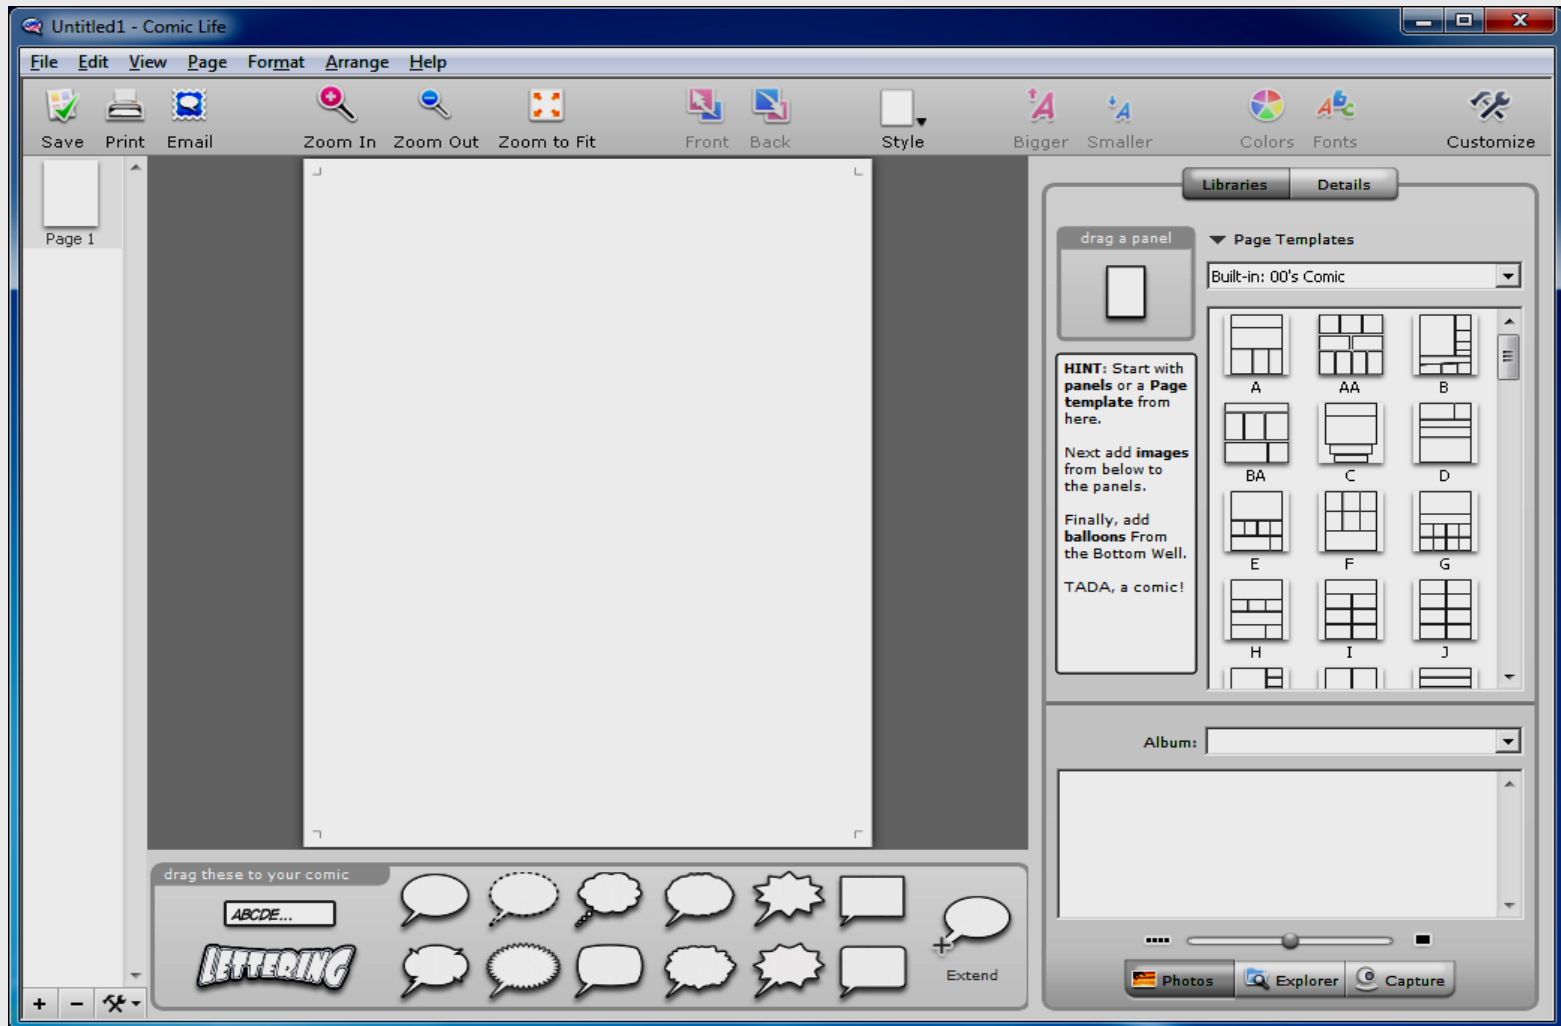 Untitled1 - Comic Life
File Edit View Page Format Arrange Help
Save Print Email Zoom In Zoom Out Zoom to Fit Front Back Style Bigger Smaller Colors Fonts Customize
Page 1
Libraries Details
drag a panel
Page Templates
Built-in: 00's Comic
HINT: Start with
panels or a Page
template from
here.
Next add images
from below to
the panels.
Finally, add
balloons From
the Bottom Well.
TADA, a comic!
A AA B
BA C D
E F G
H I J
Album:
drag these to your comic
ABCDE...
LETTERING
Extend
Photos Explorer Capture